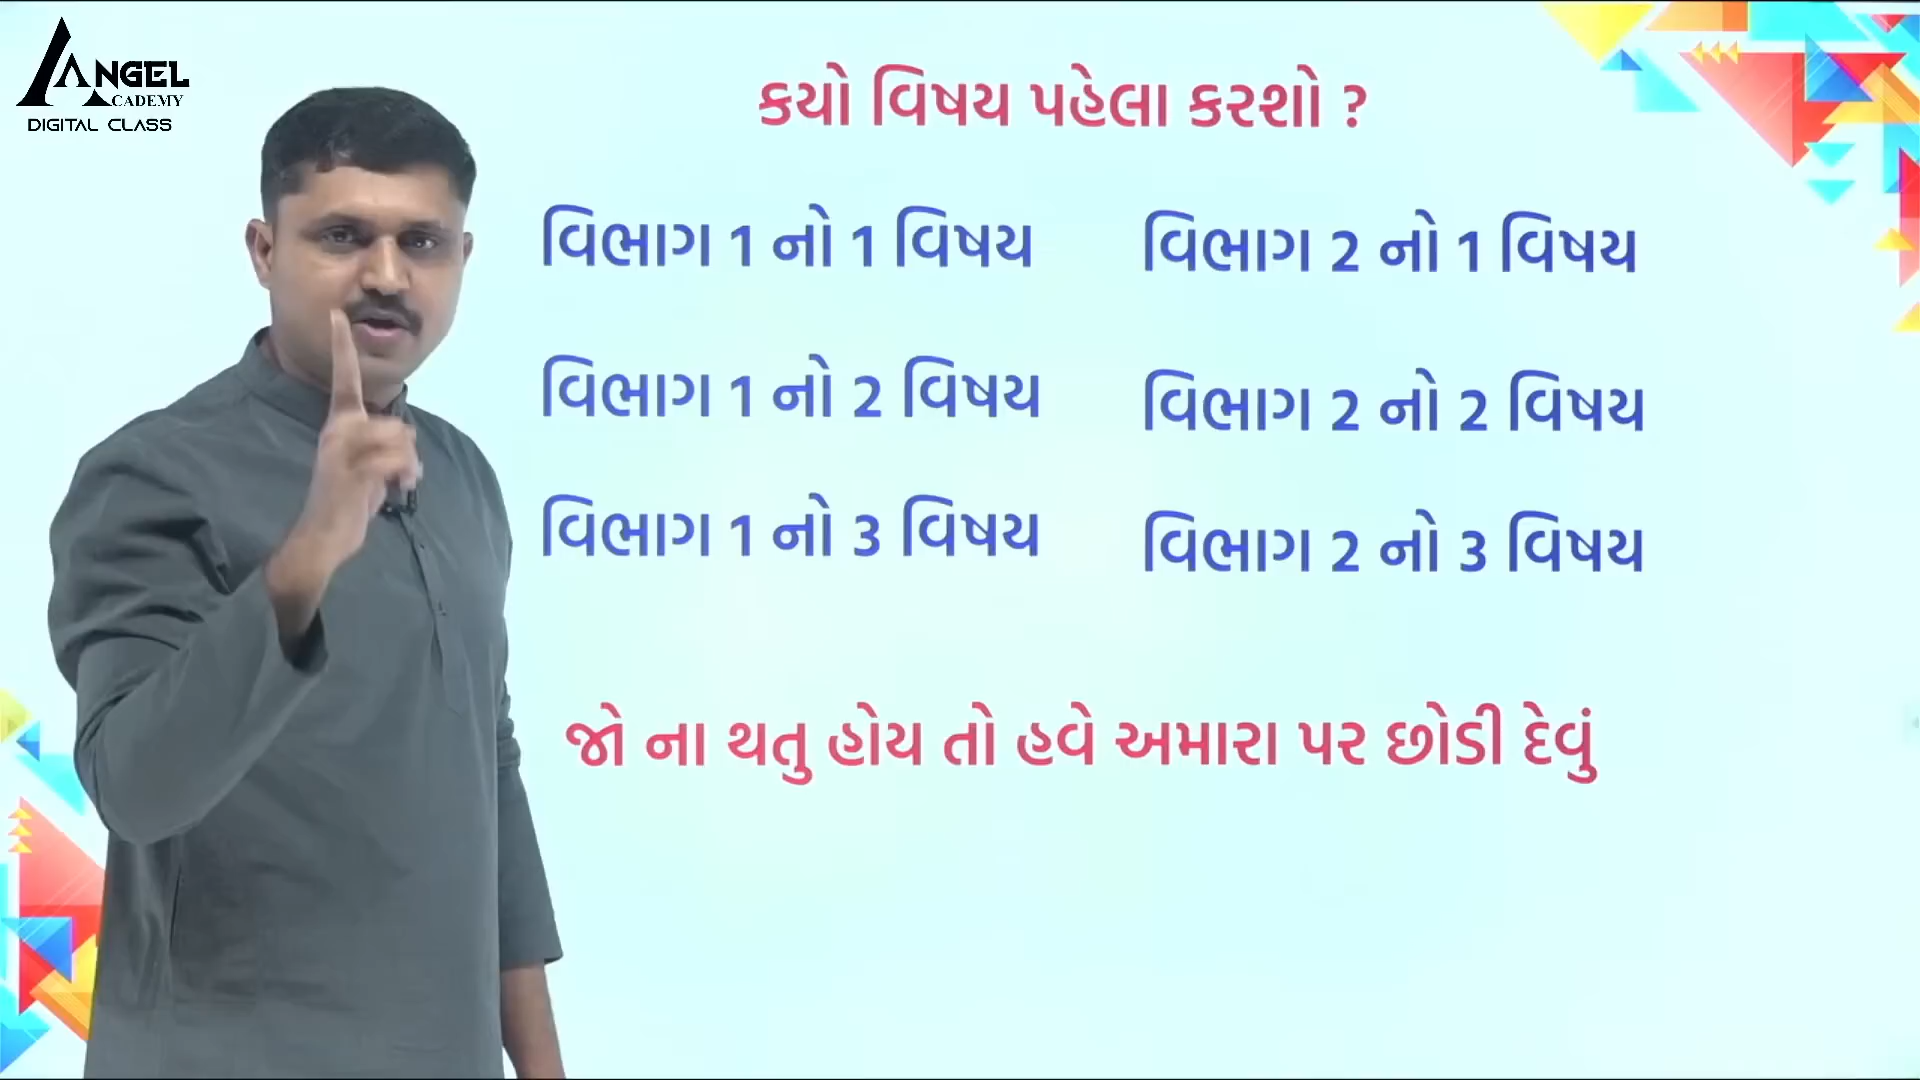 ANGEL
ACADEMY
DIGITAL CLASS
કયો વિષય પહેલા કરશો ?
વિભાગ 1 નો 1 વિષય
વિભાગ 2 નો 1 વિષય
વિભાગ 1 નો 2 વિષય
વિભાગ 2 નો 2 વિષય
વિભાગ 1 નો 3 વિષય
વિભાગ 2 નો 3 વિષય
જો ના થતુ હોય તો હવે અમારા પર છોડી દેવું